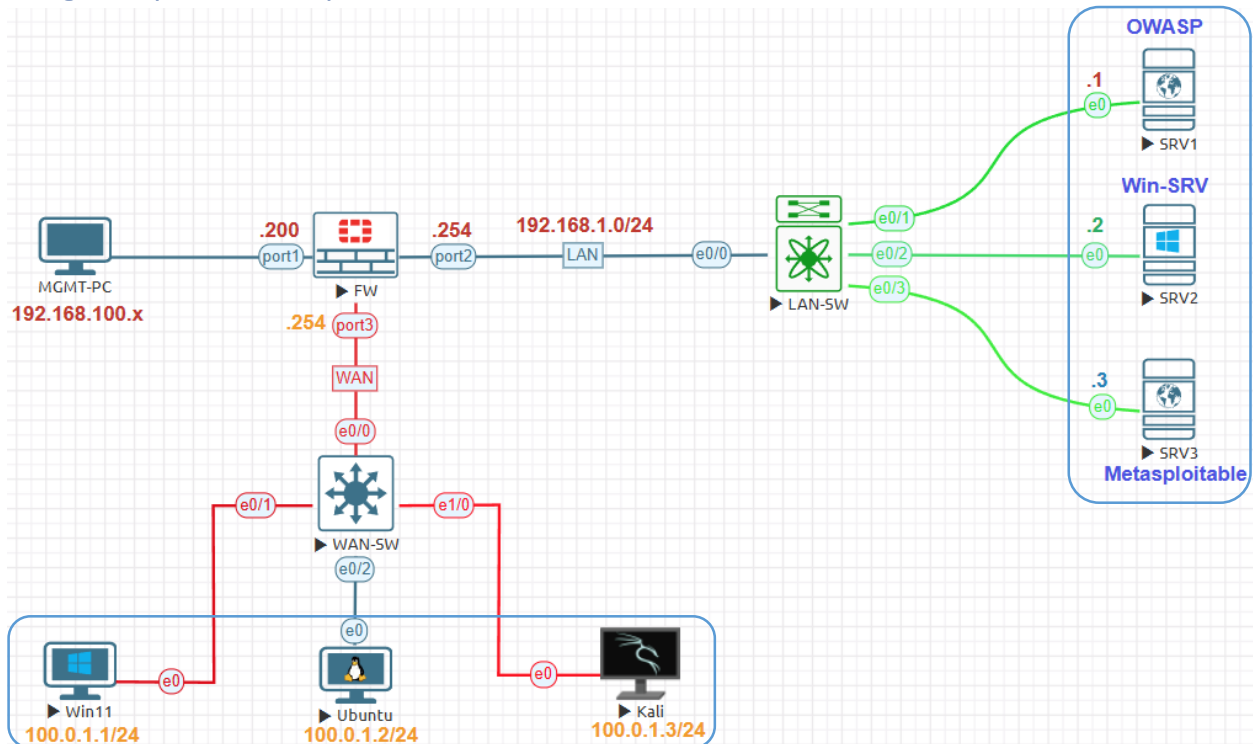 OWASP
.1
e0
SRV1
e0/1
Win-SRV
.2
e0
SRV2
e0/2
.3
e0
SRV3
Metasploitable
e0/3
MGMT-PC
192.168.100.x
.200
port1
FW
.254
port2
192.168.1.0/24
LAN
e0/0
LAN-SW
.254
port3
WAN
e0/0
e0/1
e1/0
WAN-SW
e0/2
e0
Win11
100.0.1.1/24
e0
Ubuntu
100.0.1.2/24
e0
Kali
100.0.1.3/24